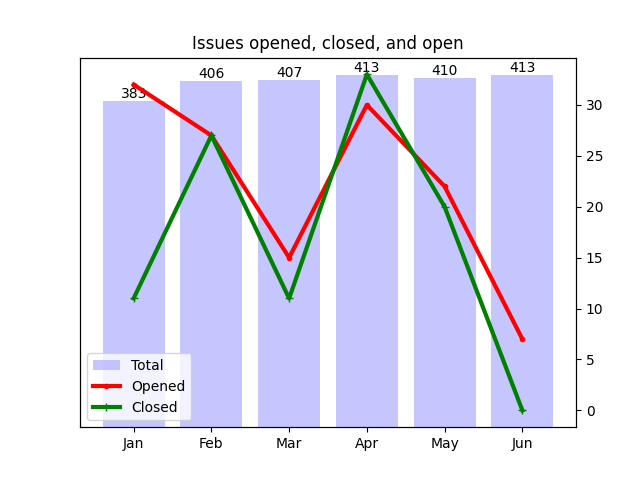 Issues opened, closed, and open
383
406
407
413
410
413
30
25
20
15
10
5
0
Total
Opened
Closed
Jan
Feb
Mar
Apr
May
Jun